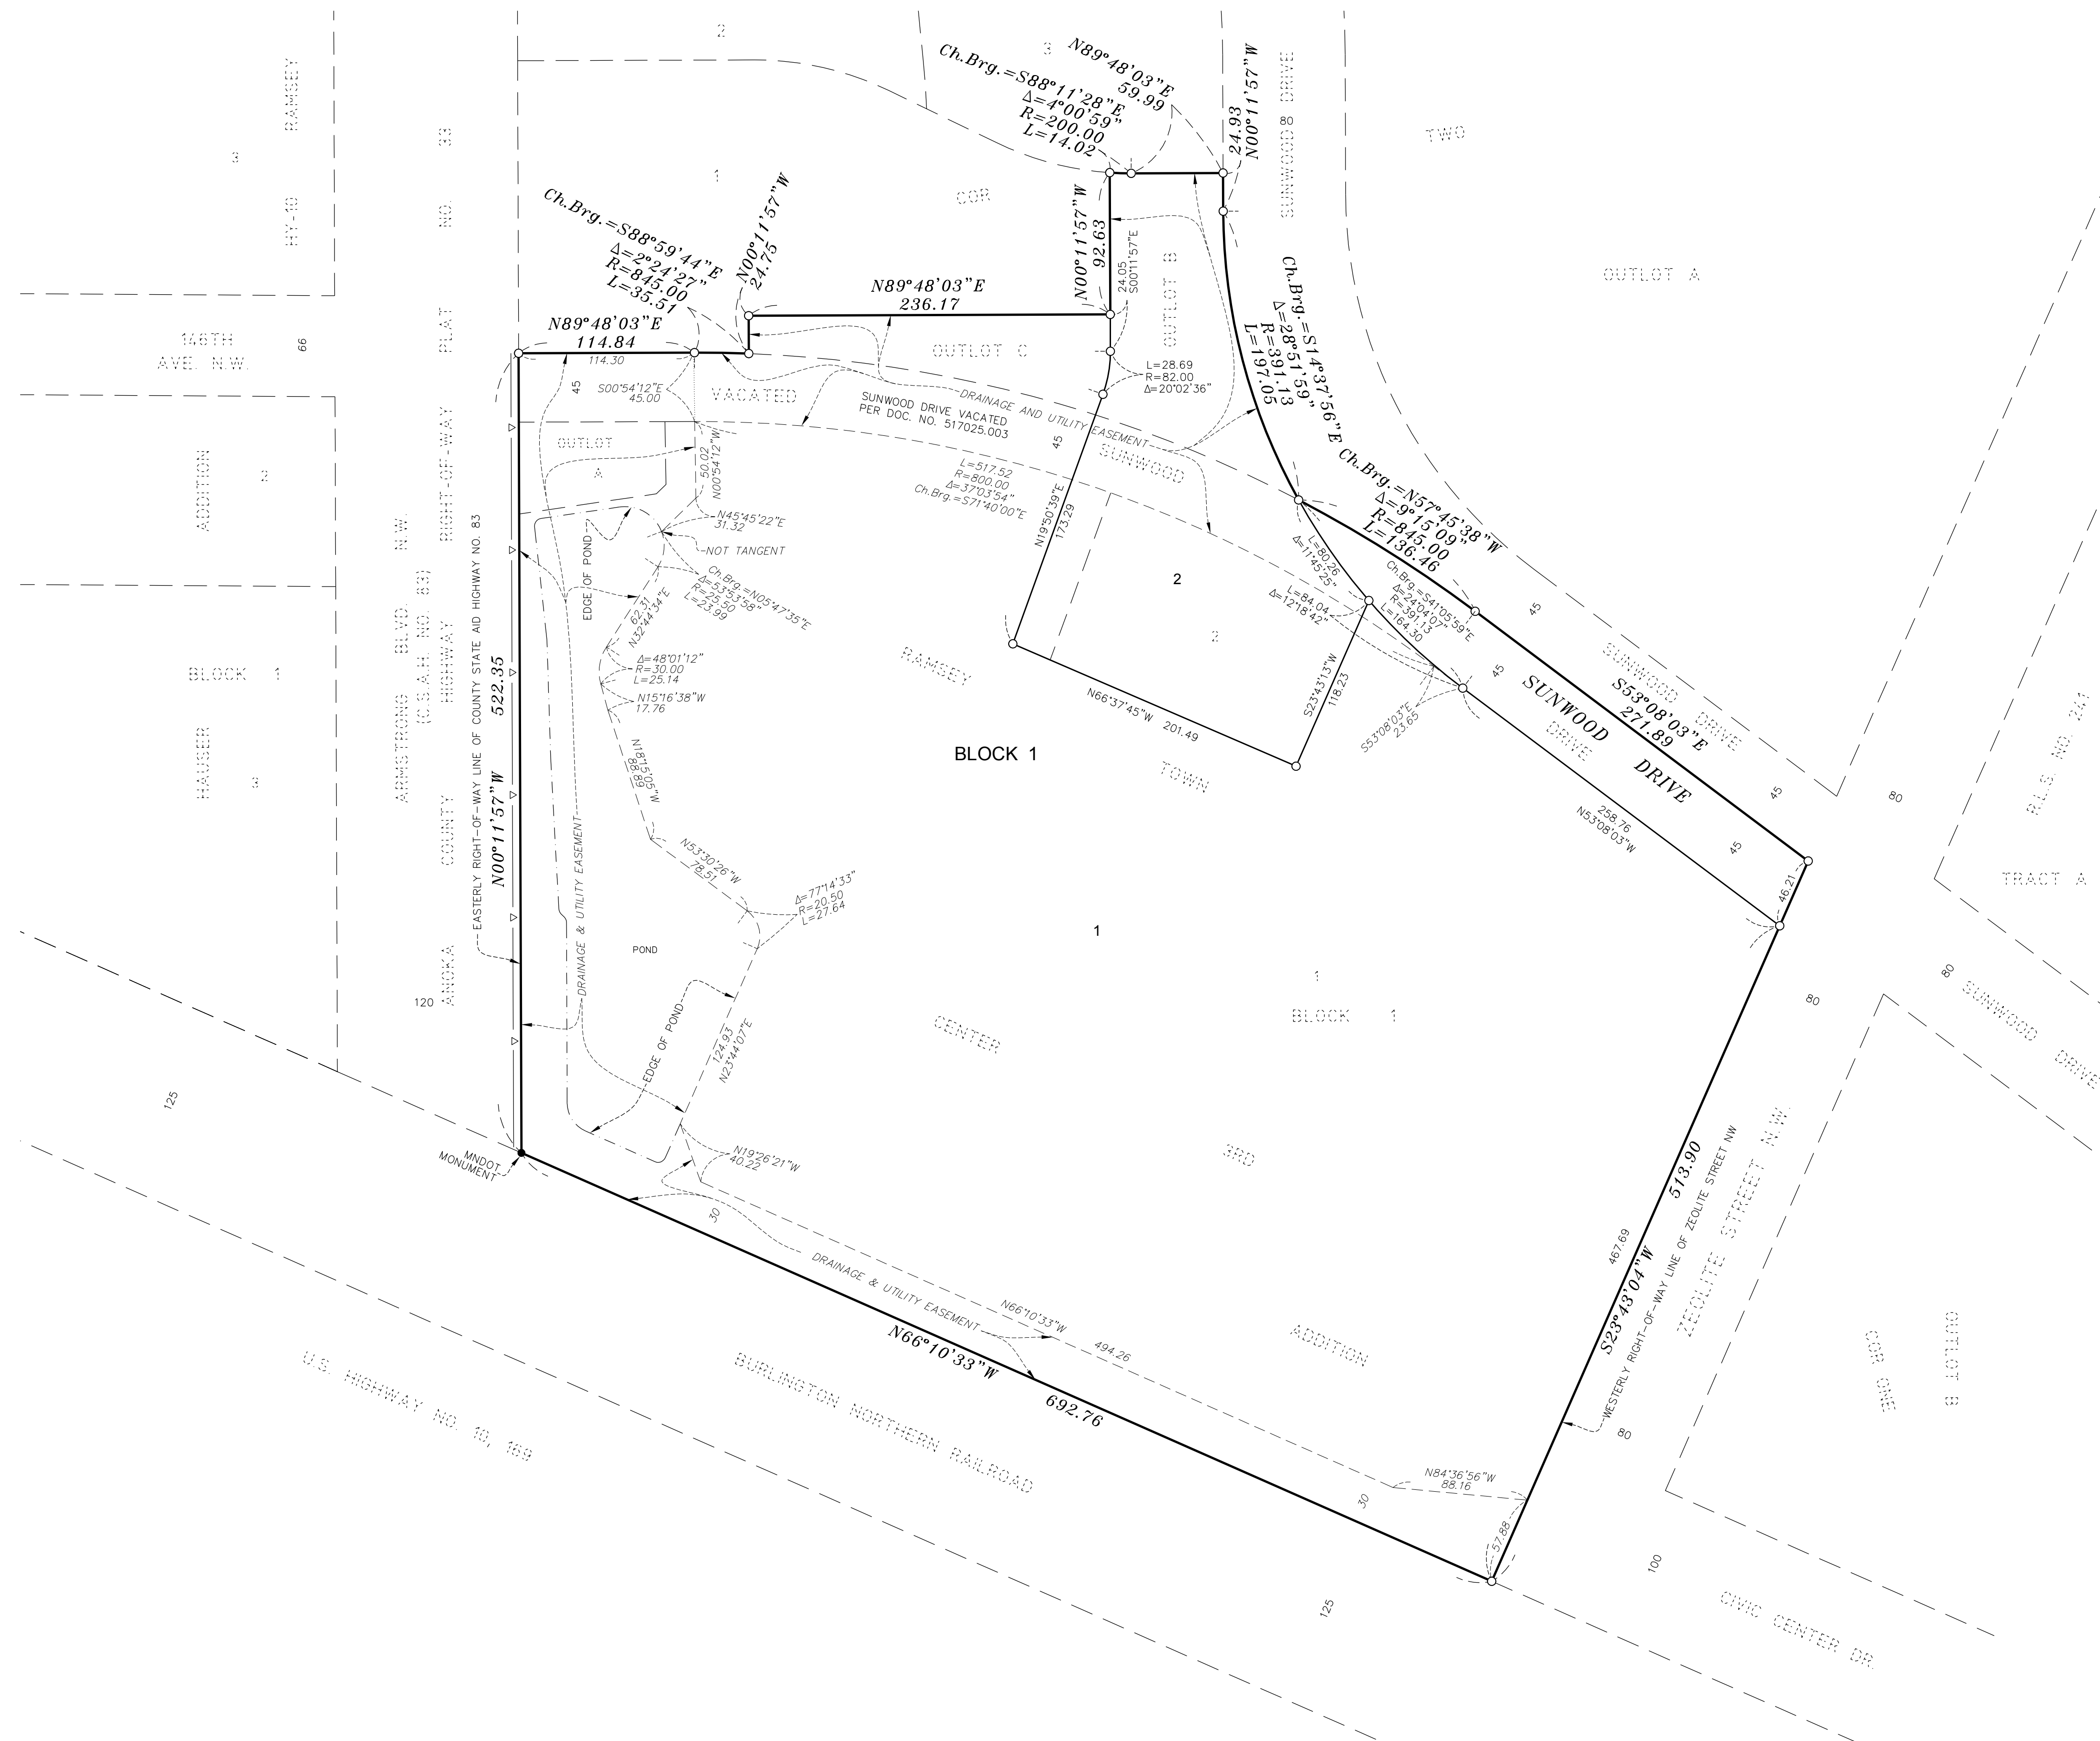 2
3
N89°48'03"E
59.99
Ch.Brg.=S88°11'28"E
Δ=4°00'59"
R=200.00
L=14.02
24.93
N00°11'57"W
SUNWOOD DRIVE
80
TWO
RAMSEY
HY-10
3
PLAT NO. 83
1
COR
Ch.Brg.=S88°59'44"E
Δ=2°24'27"
R=845.00
L=35.51
N00°11'57"W
24.75
N89°48'03"E
236.17
N00°11'57"W
92.63
24.05
S00°11'57"E
OUTLOT B
Ch.Brg.=S14°37'56"E
Δ=28°51'59"
R=391.13
L=197.05
OUTLOT A
146TH
AVE. N.W.
66
N89°48'03"E
114.84
114.30
45
S00°54'12"E
45.00
VACATED
OUTLOT C
SUNWOOD DRIVE VACATED
PER DOC. NO. 517025.003
DRAINAGE AND UTILITY EASEMENT
45
SUNWOOD
L=28.69
R=82.00
Δ=20°02'36"
OUTLOT
A
50.02
N00°54'12"W
L=517.52
R=800.00
Δ=37°03'54"
Ch.Brg.=S71°40'00"E
N19°50'39"E
173.29
Ch.Brg.=N57°45'38"W
Δ=9°15'09"
R=845.00
L=136.46
L=80.26
Δ=11°45'25"
Ch.Brg.=S41°05'59"E
Δ=24°04'07"
R=391.13
L=164.30
L=84.04
Δ=12°18'42"
45
45
ADDITION
2
N45°45'22"E
31.32
NOT TANGENT
EDGE OF POND
Ch.Brg.=N05°47'35"E
Δ=53°53'58"
R=25.50
L=23.99
62.31
N32°44'34"E
Δ=48°01'12"
R=30.00
L=25.14
N15°16'38"W
17.76
N18°15'05"W
88.89
2
2
RAMSEY
N66°37'45"W 201.49
S23°43'13"W
118.23
S53°08'03"E
23.65
SUNWOOD
DRIVE
S53°08'03"E
271.89
SUNWOOD DRIVE
DRIVE
258.76
N53°08'03"W
45
45
80
R.L.S. NO. 241
TRACT A
46.21
BLOCK 1
HAUSER
3
ARMSTRONG BLVD. N.W.
(C.S.A.H. NO. 83)
ANOKA COUNTY HIGHWAY RIGHT-OF-WAY
EASTERLY RIGHT-OF-WAY LINE OF COUNTY STATE AID HIGHWAY NO. 83
N00°11'57"W 522.35
DRAINAGE & UTILITY EASEMENT
BLOCK 1
TOWN
N53°30'26"W
78.51
Δ=77°14'33"
R=20.50
L=27.64
POND
1
1
BLOCK 1
CENTER
120
EDGE OF POND
124.93
N23°44'07"E
80
80
SUNWOOD DRIVE
125
MNDOT
MONUMENT
N19°26'21"W
40.22
30
3RD
513.90
467.69
S23°43'04"W
WESTERLY RIGHT-OF-WAY LINE OF ZEOLITE STREET NW
ZEOLITE STREET N.W.
DRAINAGE & UTILITY EASEMENT
N66°10'33"W
494.26
ADDITION
N66°10'33"W
692.76
BURLINGTON NORTHERN RAILROAD
U.S. HIGHWAY NO. 10, 169
COR ONE
OUTLOT B
80
N84°36'56"W
88.16
30
57.88
100
125
CIVIC CENTER DR.